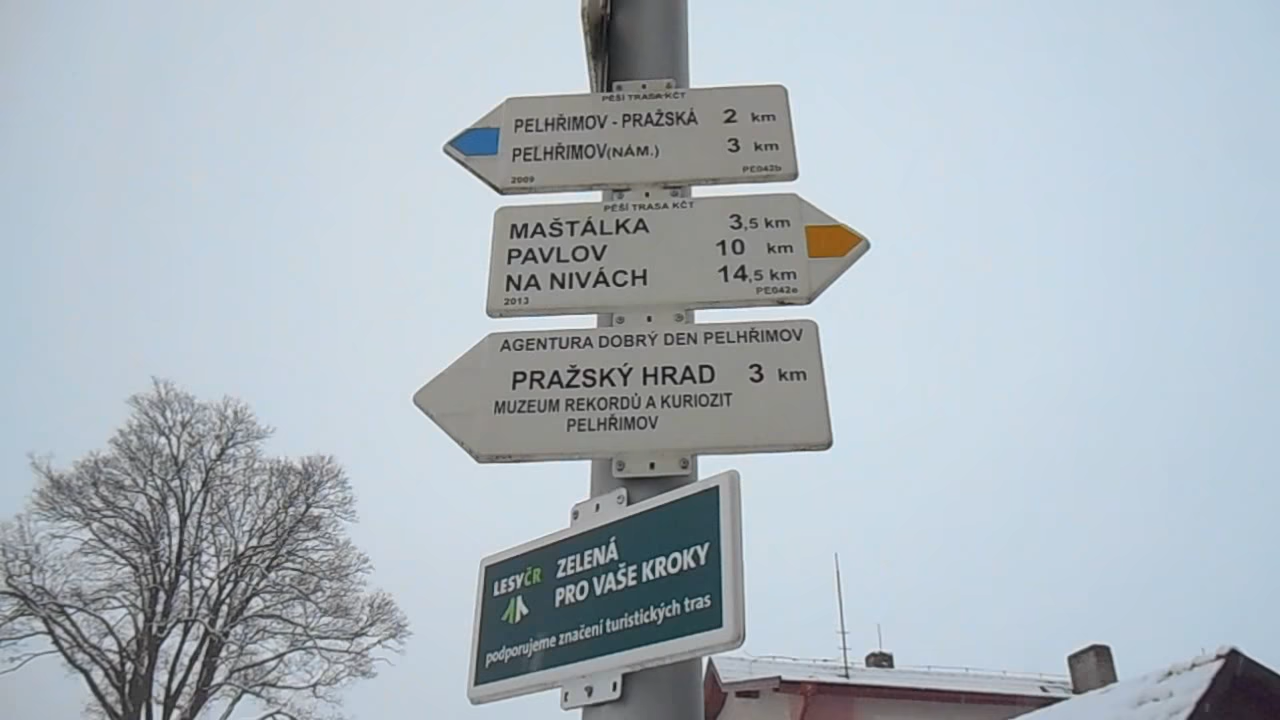 PĚŠÍ TRASA KČT
PELHŘIMOV - PRAŽSKÁ 2 km
PELHŘIMOV (NÁM.) 3 km
2009 PE042b
PĚŠÍ TRASA KČT
MAŠTÁLKA 3,5 km
PAVLOV 10 km
NA NIVÁCH 14,5 km
2013 PE042e
AGENTURA DOBRÝ DEN PELHŘIMOV
PRAŽSKÝ HRAD 3 km
MUZEUM REKORDŮ A KURIOZIT
PELHŘIMOV
LESYČR ZELENÁ
PRO VAŠE KROKY
podporujeme značení turistických tras